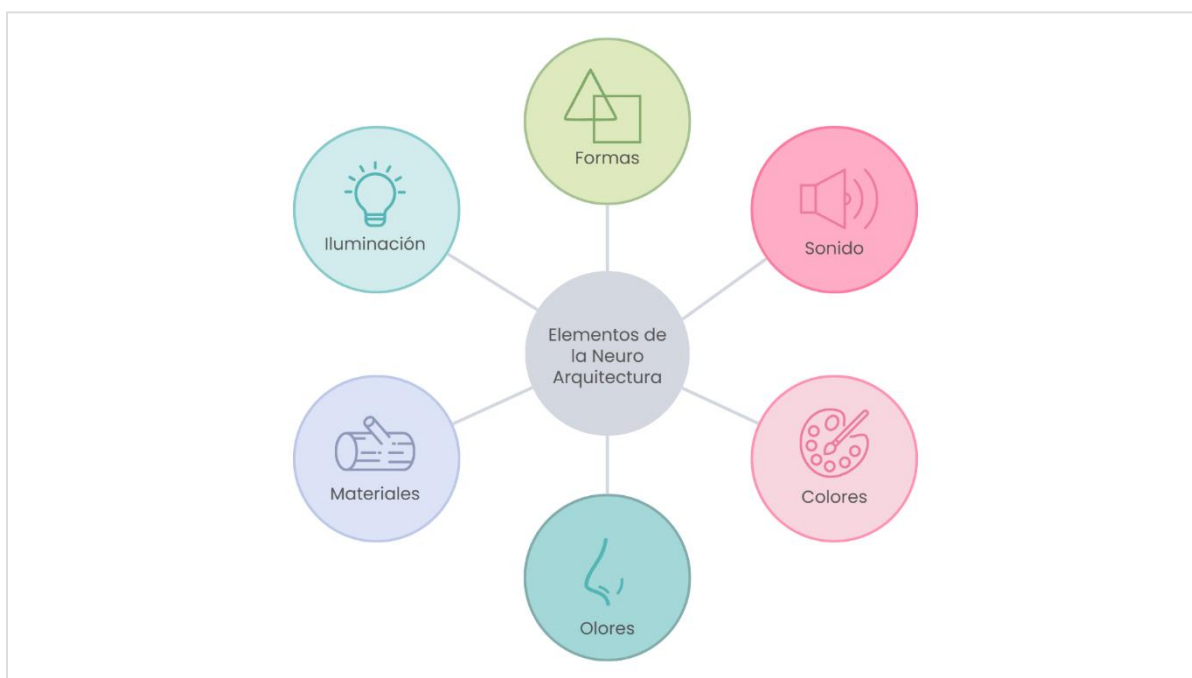 Formas
Iluminación
Sonido
Elementos de
la Neuro
Arquitectura
Materiales
Colores
Olores